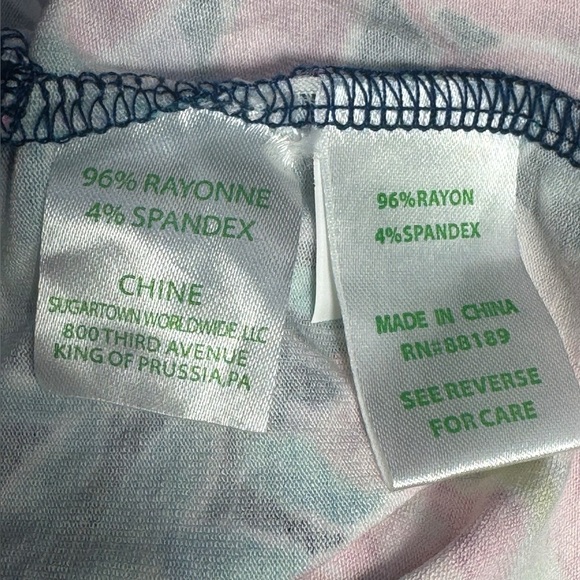 96% RAYONNE
4% SPANDEX
CHINE
SUGARTOWN WORLDWIDE, LLC
800 THIRD AVENUE
KING OF PRUSSIA, PA
96%RAYON
4%SPANDEX
MADE IN CHINA
RN#88189
SEE REVERSE
FOR CARE